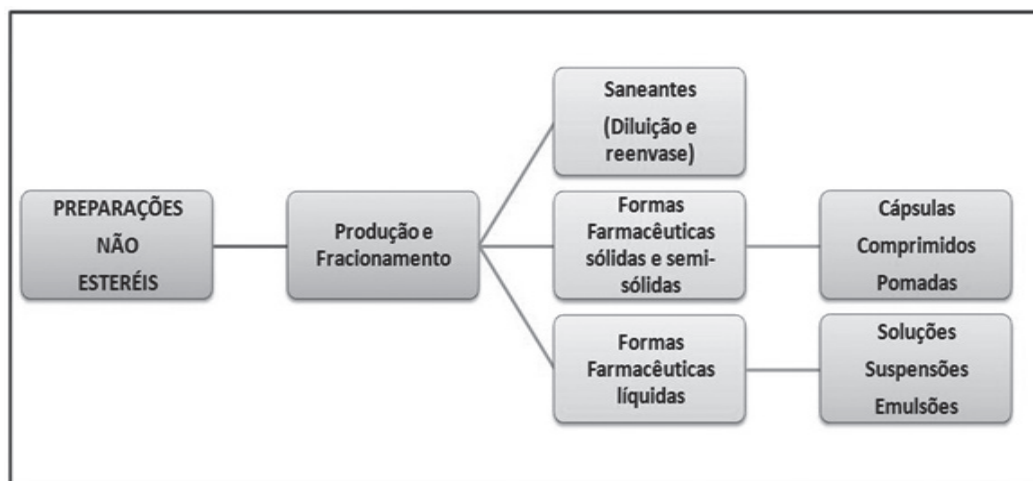 PREPARAÇÕES
NÃO
ESTERÉIS
Produção e
Fracionamento
Saneantes
(Diluição e
reenvase)
Formas
Farmacêuticas
sólidas e semi-
sólidas
Cápsulas
Comprimidos
Pomadas
Formas
Farmacêuticas
líquidas
Soluções
Suspensões
Emulsões